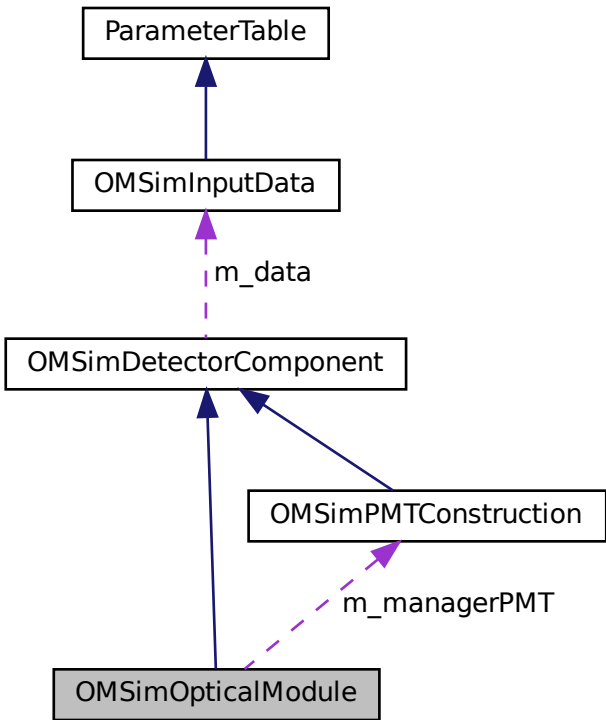 ParameterTable
OMSimInputData
m_data
OMSimDetectorComponent
OMSimPMTConstruction
m_managerPMT
OMSimOpticalModule